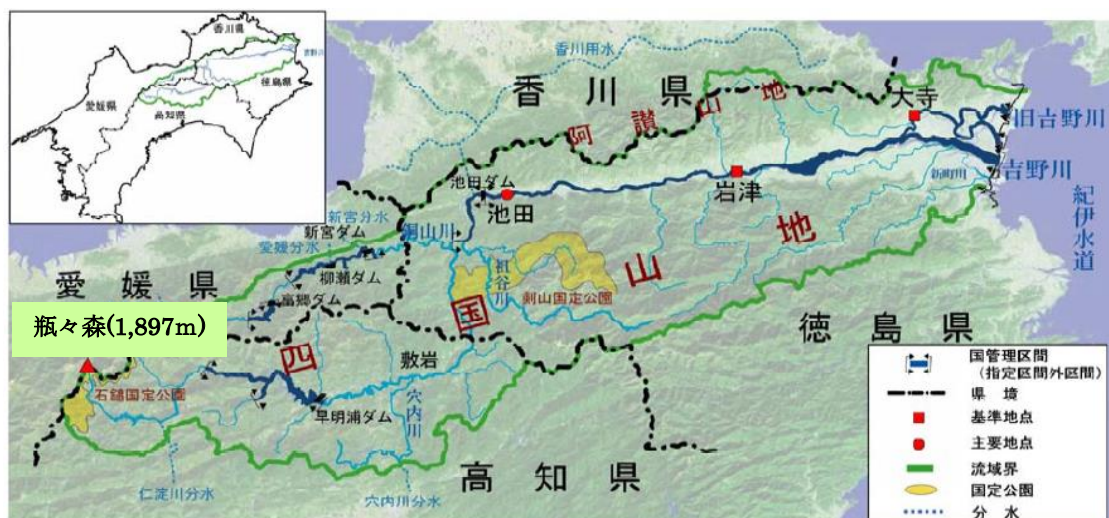 香川県
吉野川
徳島県
愛媛県
高知県
香川用水
香川県
阿讃山地
大寺
旧吉野川
吉野川
新町川
紀伊水道
岩津
池田ダム
池田
新宮分水
新宮ダム
銅山川
愛媛分水
柳瀬ダム
富郷ダム
祖谷川
剣山国定公園
四国山地
愛媛県
徳島県
瓶々森(1,897m)
石鎚国定公園
敷岩
早明浦ダム
穴内川
仁淀川分水
穴内川分水
高知県
国管理区間
(指定区間外区間)
県境
基準地点
主要地点
流域界
国定公園
分水